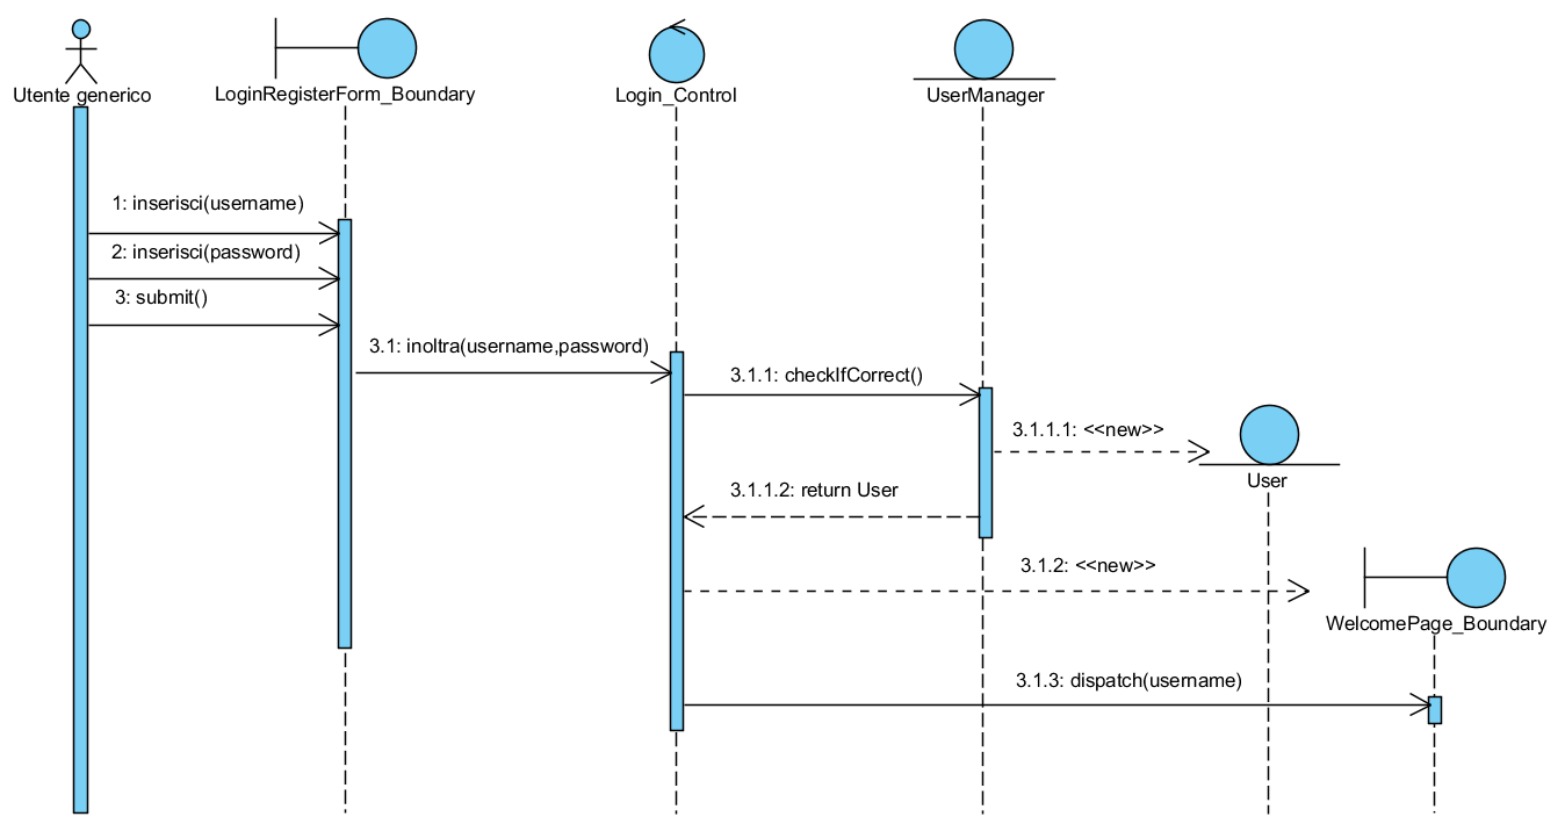 Utente generico
LoginRegisterForm_Boundary
Login_Control
UserManager
1: inserisci(username)
2: inserisci(password)
3: submit()
3.1: inoltra(username,password)
3.1.1: checkIfCorrect()
3.1.1.1: <<new>>
User
3.1.1.2: return User
3.1.2: <<new>>
WelcomePage_Boundary
3.1.3: dispatch(username)